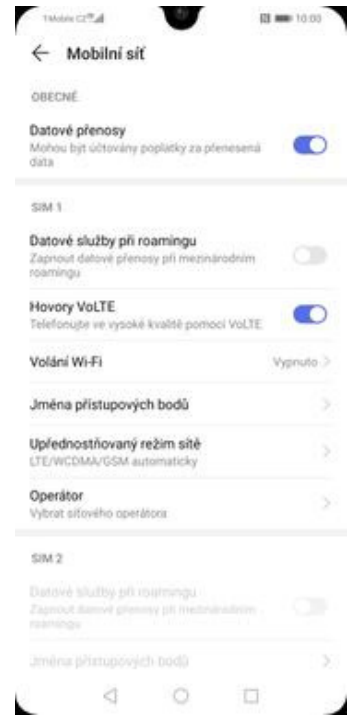 T-Mobile CZ
10:00
Mobilní síť
OBECNÉ
Datové přenosy
Mohou být účtovány poplatky za přenesená
data
SIM 1
Datové služby při roamingu
Zapnout datové přenosy při mezinárodním
roamingu
Hovory VoLTE
Telefonujte ve vysoké kvalitě pomocí VoLTE
Volání Wi-Fi
Vypnuto
Jména přístupových bodů
Upřednostňovaný režim sítě
LTE/WCDMA/GSM automaticky
Operátor
Vybrat síťového operátora
SIM 2
Datové služby při roamingu
Zapnout datové přenosy při mezinárodním
roamingu
Jména přístupových bodů